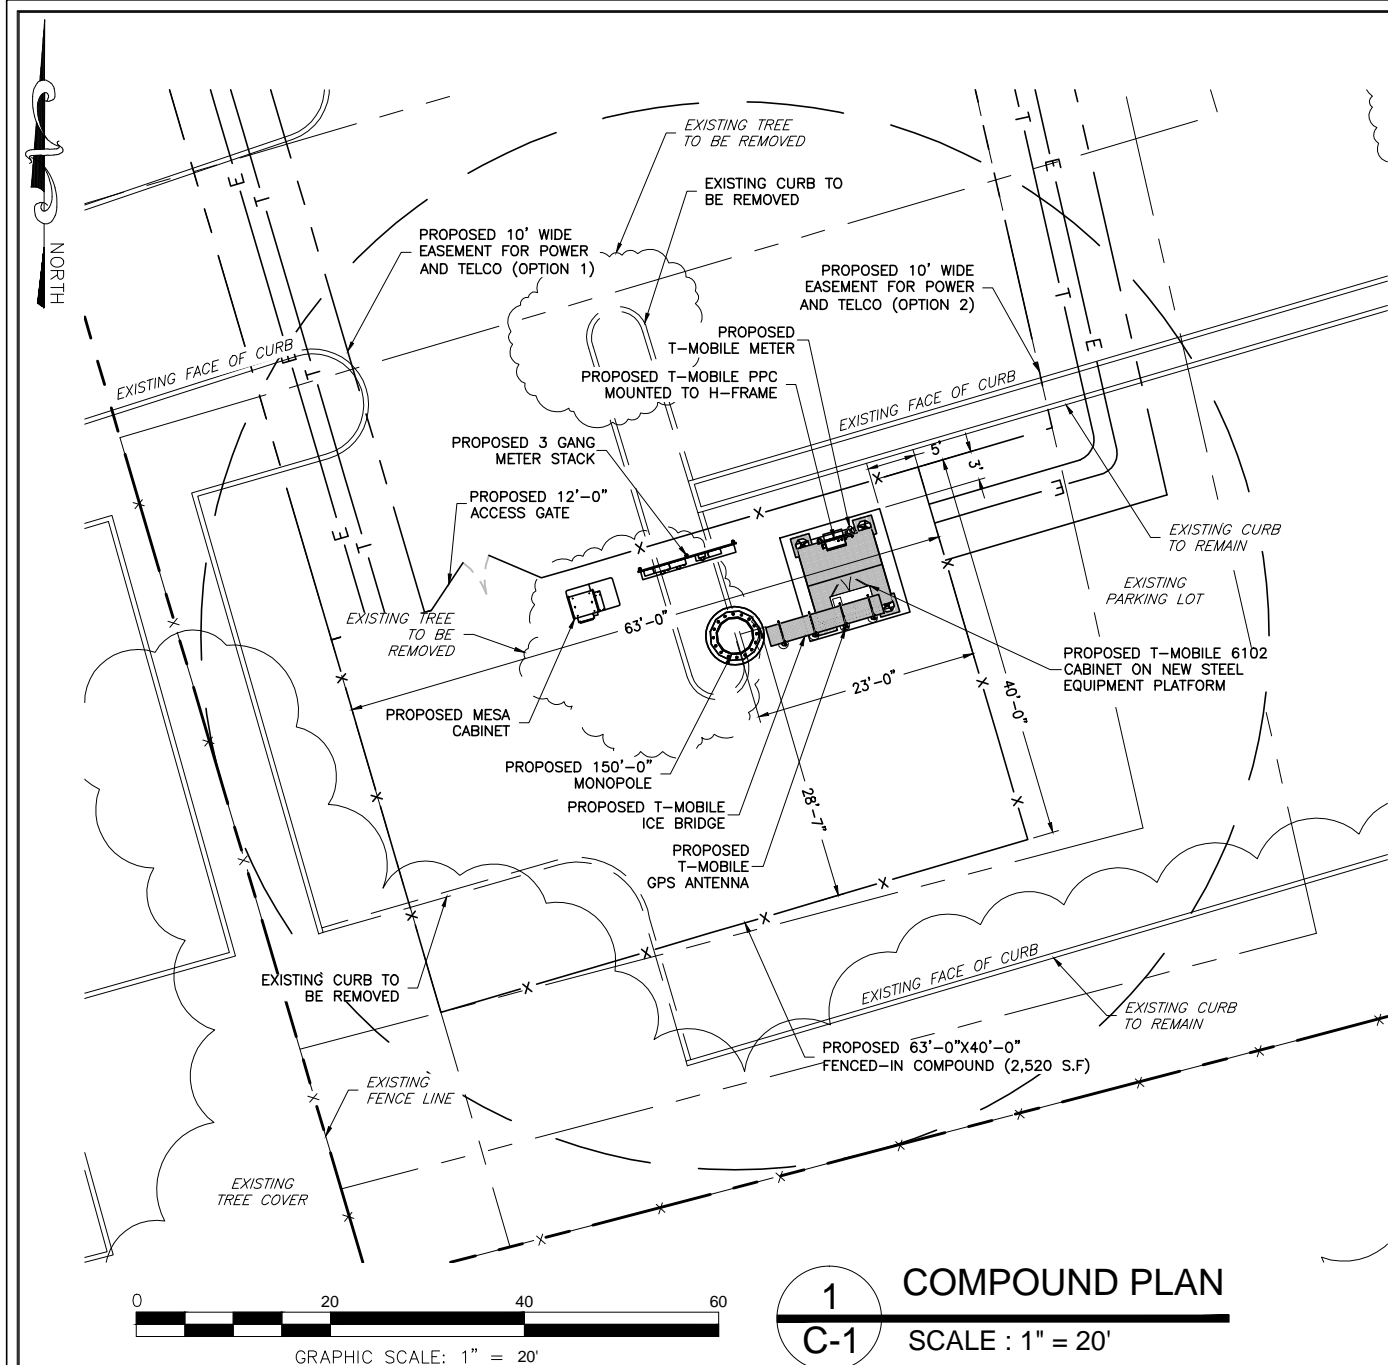 EXISTING TREE
TO BE REMOVED
EXISTING CURB TO
BE REMOVED
PROPOSED 10' WIDE
EASEMENT FOR POWER
AND TELCO (OPTION 1)
PROPOSED 10' WIDE
EASEMENT FOR POWER
AND TELCO (OPTION 2)
NORTH
PROPOSED
T-MOBILE METER
EXISTING FACE OF CURB
PROPOSED T-MOBILE PPC
MOUNTED TO H-FRAME
EXISTING FACE OF CURB
PROPOSED 3 GANG
METER STACK
5'
3'
PROPOSED 12'-0"
ACCESS GATE
EXISTING CURB
TO REMAIN
EXISTING
PARKING LOT
EXISTING TREE
TO BE
REMOVED
63'-0"
PROPOSED T-MOBILE 6102
CABINET ON NEW STEEL
EQUIPMENT PLATFORM
23'-0"
40'-0"
PROPOSED MESA
CABINET
PROPOSED 150'-0"
MONOPOLE
28'-7"
PROPOSED T-MOBILE
ICE BRIDGE
PROPOSED
T-MOBILE
GPS ANTENNA
EXISTING CURB TO
BE REMOVED
EXISTING FACE OF CURB
EXISTING CURB
TO REMAIN
PROPOSED 63'-0"X40'-0"
FENCED-IN COMPOUND (2,520 S.F)
EXISTING
FENCE LINE
EXISTING
TREE COVER
E
T
E
T
E
T
T
E
T
E
E
0 20 40 60
GRAPHIC SCALE: 1" = 20'
1
C-1
COMPOUND PLAN
SCALE : 1" = 20'